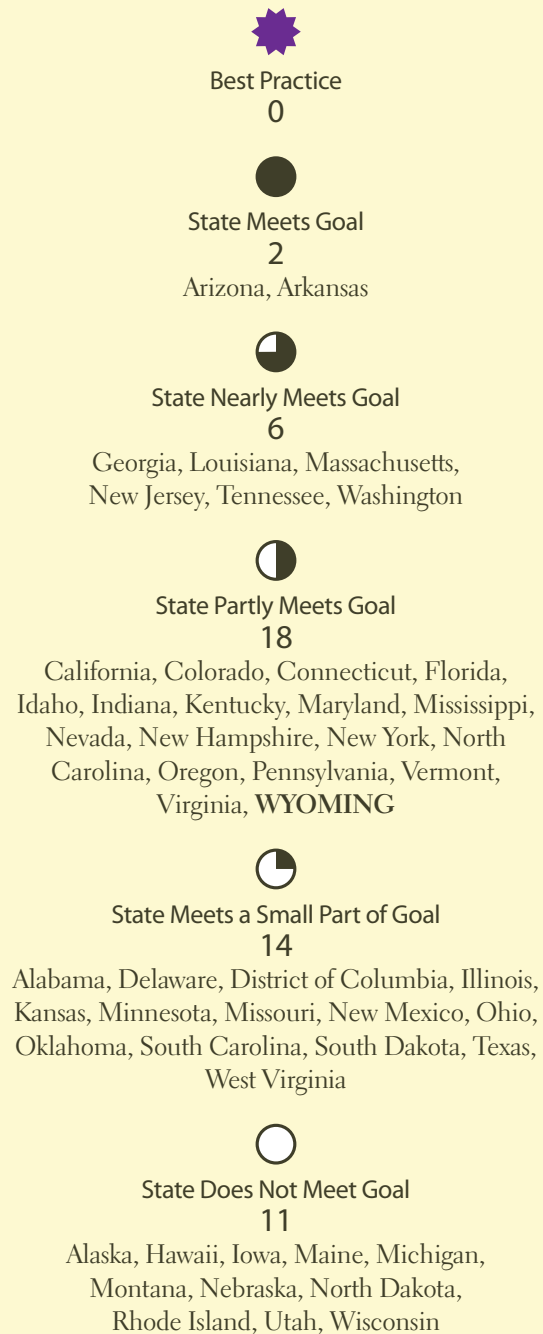 Best Practice
0
State Meets Goal
2
Arizona, Arkansas
State Nearly Meets Goal
6
Georgia, Louisiana, Massachusetts,
New Jersey, Tennessee, Washington
State Partly Meets Goal
18
California, Colorado, Connecticut, Florida,
Idaho, Indiana, Kentucky, Maryland, Mississippi,
Nevada, New Hampshire, New York, North
Carolina, Oregon, Pennsylvania, Vermont,
Virginia, WYOMING
State Meets a Small Part of Goal
14
Alabama, Delaware, District of Columbia, Illinois,
Kansas, Minnesota, Missouri, New Mexico, Ohio,
Oklahoma, South Carolina, South Dakota, Texas,
West Virginia
State Does Not Meet Goal
11
Alaska, Hawaii, Iowa, Maine, Michigan,
Montana, Nebraska, North Dakota,
Rhode Island, Utah, Wisconsin